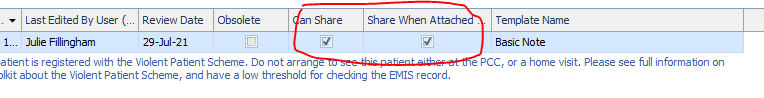 ... Last Edited By User (... Review Date Obsolete Can Share Share When Attached ... Template Name
1... Julie Fillingham 29-Jul-21 Basic Note
patient is registered with the Violent Patient Scheme. Do not arrange to see this patient either at the PCC, or a home visit. Please see full information on
olkit about the Violent Patient Scheme, and have a low threshold for checking the EMIS record.